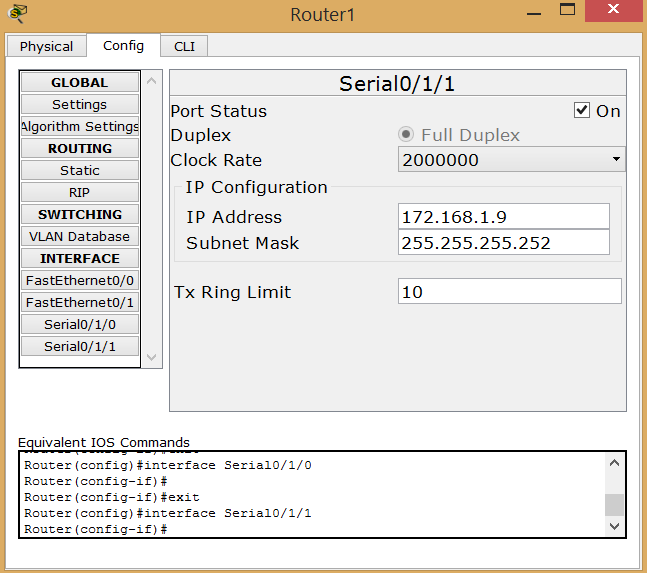 Router1
Physical
Config
CLI
GLOBAL
Settings
Algorithm Settings
ROUTING
Static
RIP
SWITCHING
VLAN Database
INTERFACE
FastEthernet0/0
FastEthernet0/1
Serial0/1/0
Serial0/1/1
Serial0/1/1
Port Status
On
Duplex
Full Duplex
Clock Rate
2000000
IP Configuration
IP Address
172.168.1.9
Subnet Mask
255.255.255.252
Tx Ring Limit
10
Equivalent IOS Commands
Router(config-if)#exit
Router(config)#interface Serial0/1/0
Router(config-if)#
Router(config-if)#exit
Router(config)#interface Serial0/1/1
Router(config-if)#